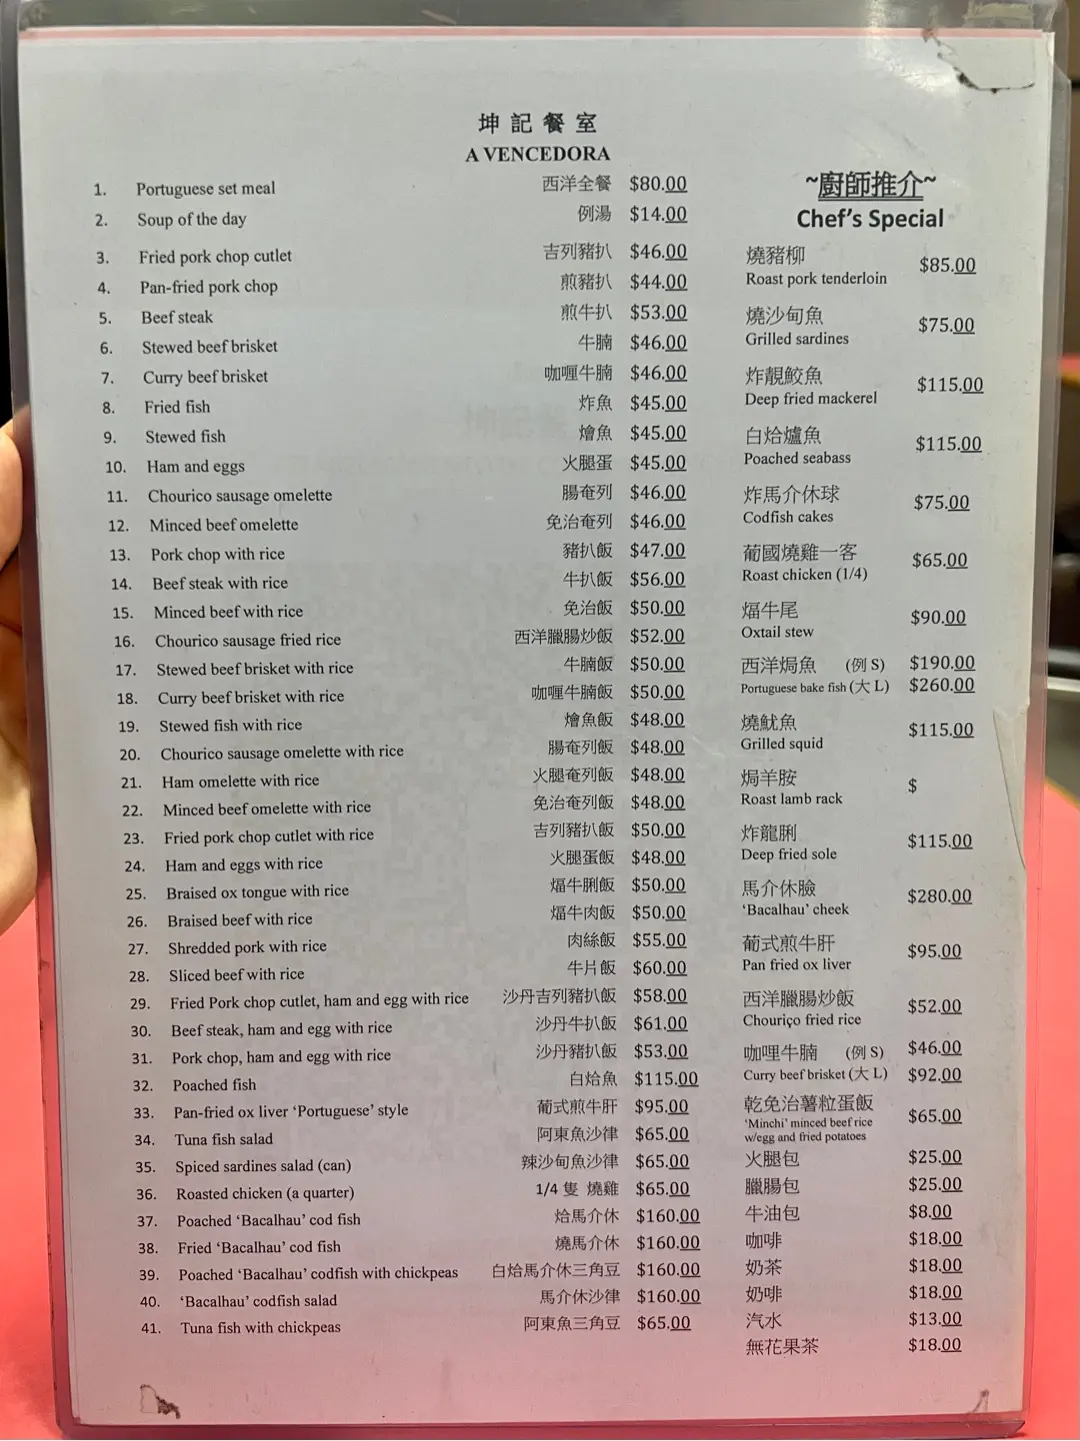 坤記餐室
A VENCEDORA
1. Portuguese set meal 西洋全餐 $80.00
2. Soup of the day 例湯 $14.00
3. Fried pork chop cutlet 吉列豬扒 $46.00
4. Pan-fried pork chop 煎豬扒 $44.00
5. Beef steak 煎牛扒 $53.00
6. Stewed beef brisket 牛腩 $46.00
7. Curry beef brisket 咖喱牛腩 $46.00
8. Fried fish 炸魚 $45.00
9. Stewed fish 燴魚 $45.00
10. Ham and eggs 火腿蛋 $45.00
11. Chourico sausage omelette 腸奄列 $46.00
12. Minced beef omelette 免治奄列 $46.00
13. Pork chop with rice 豬扒飯 $47.00
14. Beef steak with rice 牛扒飯 $56.00
15. Minced beef with rice 免治飯 $50.00
16. Chourico sausage fried rice 西洋臘腸炒飯 $52.00
17. Stewed beef brisket with rice 牛腩飯 $50.00
18. Curry beef brisket with rice 咖喱牛腩飯 $50.00
19. Stewed fish with rice 燴魚飯 $48.00
20. Chourico sausage omelette with rice 腸奄列飯 $48.00
21. Ham omelette with rice 火腿奄列飯 $48.00
22. Minced beef omelette with rice 免治奄列飯 $48.00
23. Fried pork chop cutlet with rice 吉列豬扒飯 $50.00
24. Ham and eggs with rice 火腿蛋飯 $48.00
25. Braised ox tongue with rice 煏牛脷飯 $50.00
26. Braised beef with rice 煏牛肉飯 $50.00
27. Shredded pork with rice 肉絲飯 $55.00
28. Sliced beef with rice 牛片飯 $60.00
29. Fried Pork chop cutlet, ham and egg with rice 沙丹吉列豬扒飯 $58.00
30. Beef steak, ham and egg with rice 沙丹牛扒飯 $61.00
31. Pork chop, ham and egg with rice 沙丹豬扒飯 $53.00
32. Poached fish 白烚魚 $115.00
33. Pan-fried ox liver ‘Portuguese’ style 葡式煎牛肝 $95.00
34. Tuna fish salad 阿東魚沙律 $65.00
35. Spiced sardines salad (can) 辣沙甸魚沙律 $65.00
36. Roasted chicken (a quarter) 1/4 隻 燒雞 $65.00
37. Poached ‘Bacalhau’ cod fish 烚馬介休 $160.00
38. Fried ‘Bacalhau’ cod fish 燒馬介休 $160.00
39. Poached ‘Bacalhau’ codfish with chickpeas 白烚馬介休三角豆 $160.00
40. ‘Bacalhau’ codfish salad 馬介休沙律 $160.00
41. Tuna fish with chickpeas 阿東魚三角豆 $65.00
~廚師推介~
Chef’s Special
燒豬柳
Roast pork tenderloin $85.00
燒沙甸魚
Grilled sardines $75.00
炸靚鮫魚
Deep fried mackerel $115.00
白烚爐魚
Poached seabass $115.00
炸馬介休球
Codfish cakes $75.00
葡國燒雞一客
Roast chicken (1/4) $65.00
煏牛尾
Oxtail stew $90.00
西洋焗魚 (例 S) $190.00
Portuguese bake fish (大 L) $260.00
燒魷魚
Grilled squid $115.00
焗羊胺
Roast lamb rack $
炸龍脷
Deep fried sole $115.00
馬介休臉
‘Bacalhau’ cheek $280.00
葡式煎牛肝
Pan fried ox liver $95.00
西洋臘腸炒飯
Chouriço fried rice $52.00
咖哩牛腩 (例 S) $46.00
Curry beef brisket (大 L) $92.00
乾免治薯粒蛋飯
‘Minchi’ minced beef rice $65.00
w/egg and fried potatoes
火腿包 $25.00
臘腸包 $25.00
牛油包 $8.00
咖啡 $18.00
奶茶 $18.00
奶啡 $18.00
汽水 $13.00
無花果茶 $18.00